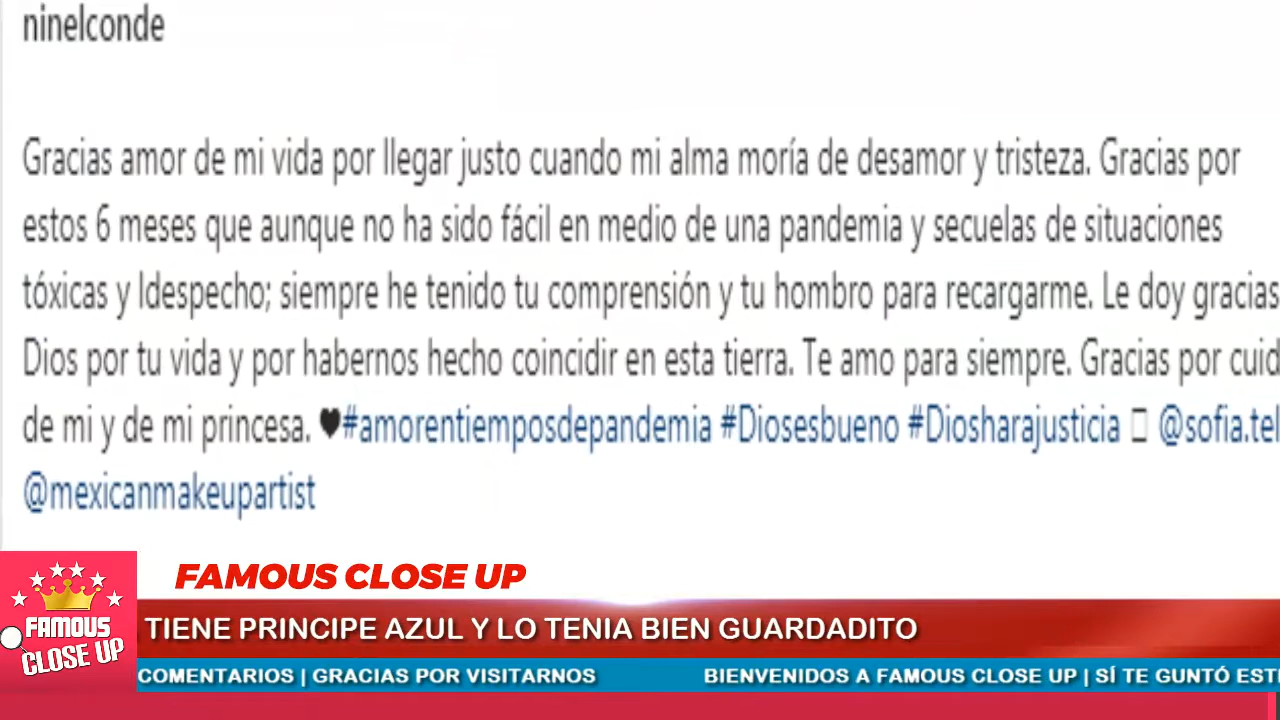 ninelconde
Gracias amor de mi vida por llegar justo cuando mi alma moría de desamor y tristeza. Gracias por
estos 6 meses que aunque no ha sido fácil en medio de una pandemia y secuelas de situaciones
tóxicas y ldespecho; siempre he tenido tu comprensión y tu hombro para recargarme. Le doy gracias
Dios por tu vida y por habernos hecho coincidir en esta tierra. Te amo para siempre. Gracias por cuid
de mi y de mi princesa. ♥#amorentiemposdepandemia #Diosesbueno #Diosharajusticia @sofia.tel
@mexicanmakeupartist
FAMOUS CLOSE UP
FAMOUS
CLOSE UP
TIENE PRINCIPE AZUL Y LO TENIA BIEN GUARDADITO
COMENTARIOS | GRACIAS POR VISITARNOS BIENVENIDOS A FAMOUS CLOSE UP | SÍ TE GUNTÓ EST